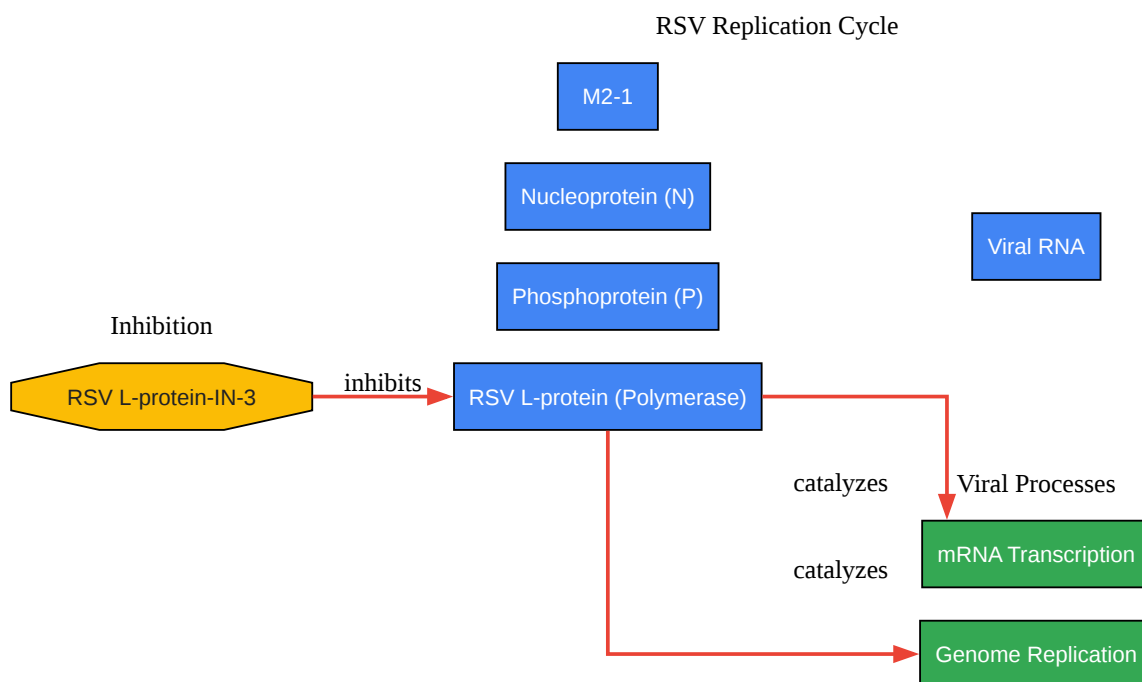 RSV Replication Cycle
M2-1
Nucleoprotein (N)
Viral RNA
Phosphoprotein (P)
Inhibition
inhibits
RSV L-protein-IN-3
RSV L-protein (Polymerase)
catalyzes
Viral Processes
mRNA Transcription
catalyzes
Genome Replication